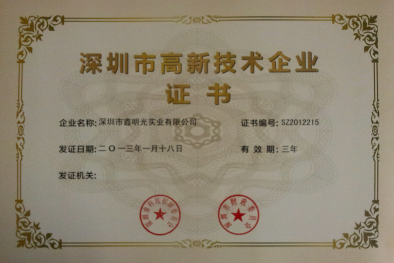 深圳市高新技术企业
证书
企业名称:深圳市鑫明光实业有限公司 证书编号:SZ2012215
发证日期:二〇一三年一月十八日 有效期:三年
发证机关: